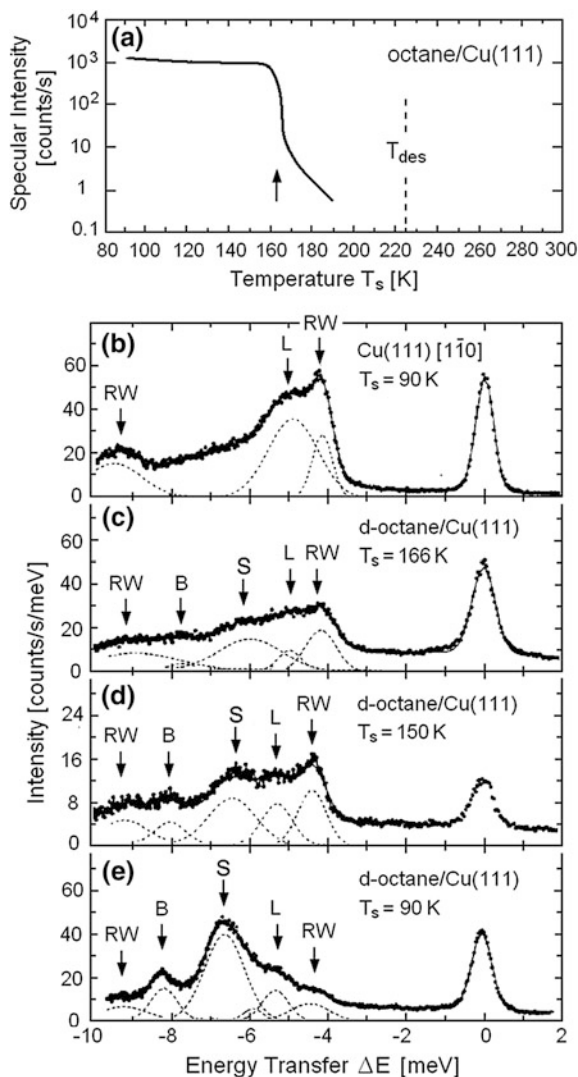 (a)
octane/Cu(111)
Specular Intensity
[counts/s]
10⁴
10³
10²
10
1
0.1
T_des
80 100 120 140 160 180 200 220 240 260 280 300
Temperature T_s [K]
(b)
RW
L
RW
Cu(111) [11̅0]
T_s = 90 K
60
40
20
0
(c)
RW
B
S
L
RW
d-octane/Cu(111)
T_s = 166 K
60
40
20
0
(d)
RW
B
S
L
RW
d-octane/Cu(111)
T_s = 150 K
24
16
8
0
(e)
RW
B
S
L
RW
d-octane/Cu(111)
T_s = 90 K
60
40
20
0
Intensity [counts/s/meV]
-10 -8 -6 -4 -2 0 2
Energy Transfer ΔE [meV]